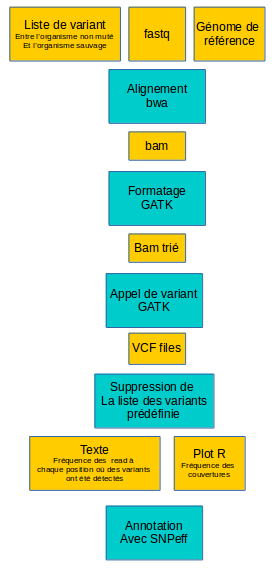 Liste de variant
Entre l'organisme non muté
Et l'organisme sauvage
fastq
Génome de
référence
Alignement
bwa
bam
Formatage
GATK
Bam trié
Appel de variant
GATK
VCF files
Suppression de
La liste des variants
prédéfinie
Texte
Fréquence des read à
chaque position où des variants
ont été détectés
Plot R
Fréquence des
couvertures
Annotation
Avec SNPeff